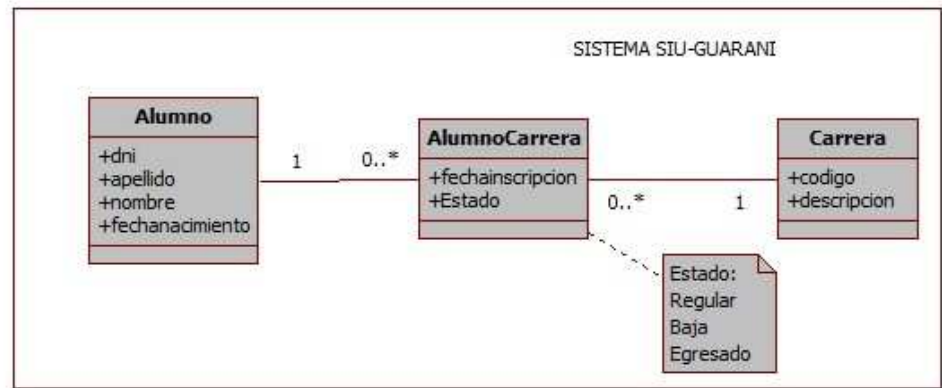 SISTEMA SIU-GUARANI
Alumno
+dni
+apellido
+nombre
+fechanacimiento
1
0..*
AlumnoCarrera
+fechainscripcion
+Estado
0..*
1
Carrera
+codigo
+descripcion
Estado:
Regular
Baja
Egresado